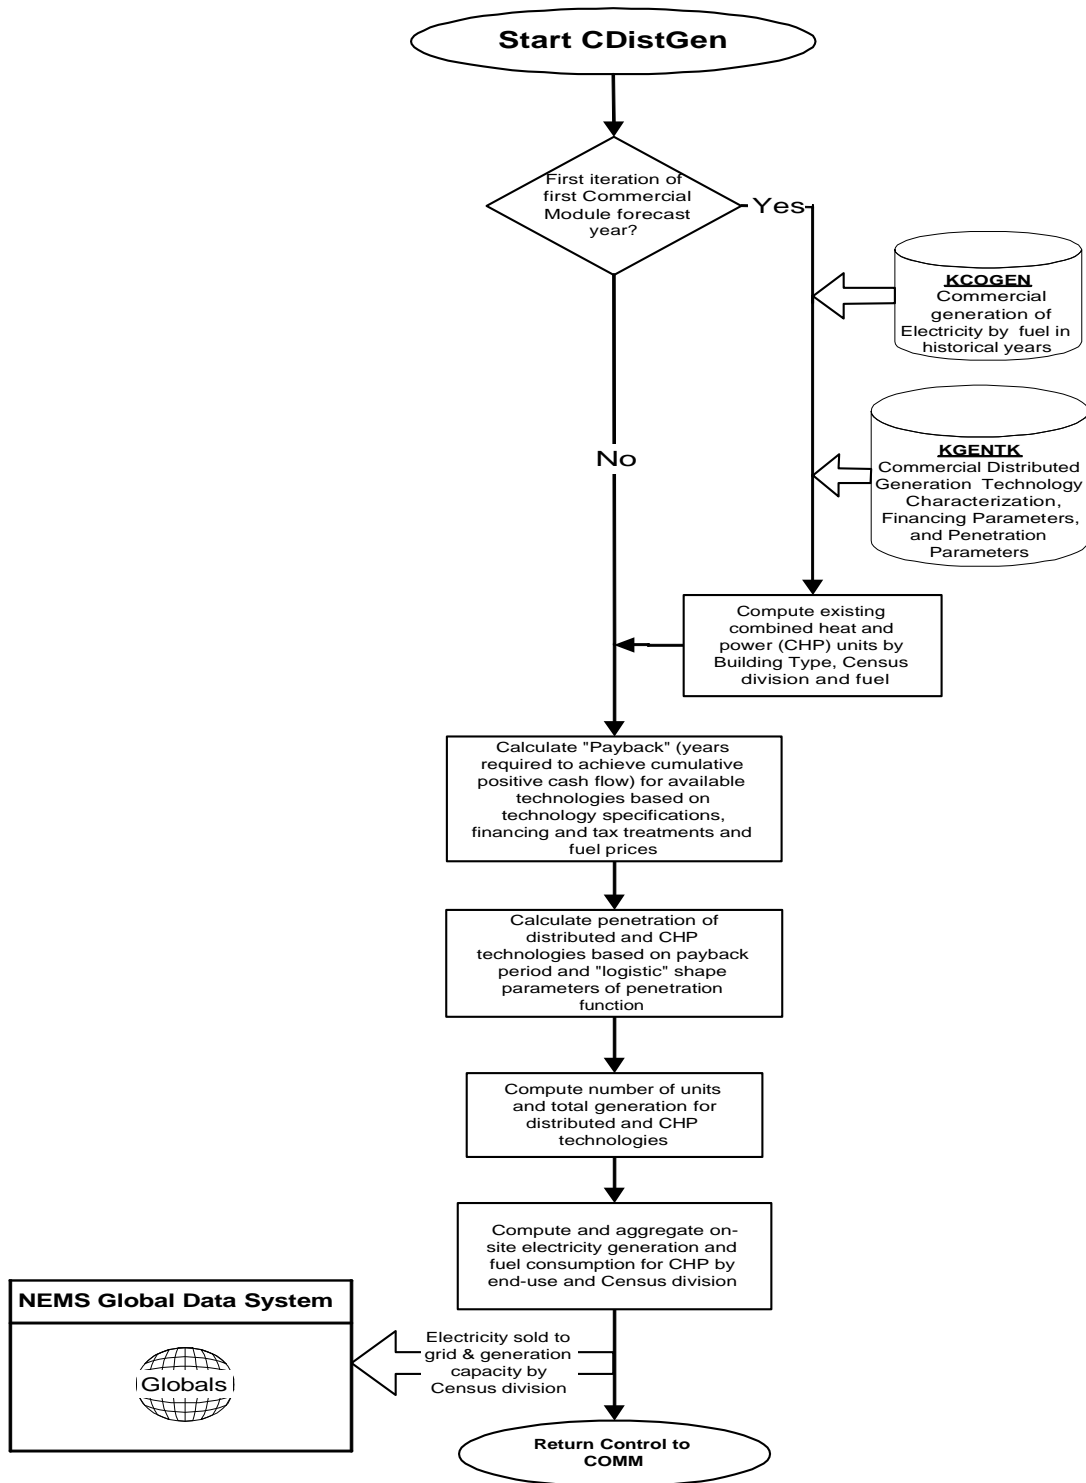 Start CDistGen
First iteration of
first Commercial
Module forecast
year?
Yes
KCOGEN
Commercial
generation of
Electricity by fuel in
historical years
No
KGENTK
Commercial Distributed
Generation Technology
Characterization,
Financing Parameters,
and Penetration
Parameters
Compute existing
combined heat and
power (CHP) units by
Building Type, Census
division and fuel
Calculate "Payback" (years
required to achieve cumulative
positive cash flow) for available
technologies based on
technology specifications,
financing and tax treatments and
fuel prices
Calculate penetration of
distributed and CHP
technologies based on payback
period and "logistic" shape
parameters of penetration
function
Compute number of units
and total generation for
distributed and CHP
technologies
Compute and aggregate on-
site electricity generation and
fuel consumption for CHP by
end-use and Census division
NEMS Global Data System
Globals
Electricity sold to
grid & generation
capacity by
Census division
Return Control to
COMM